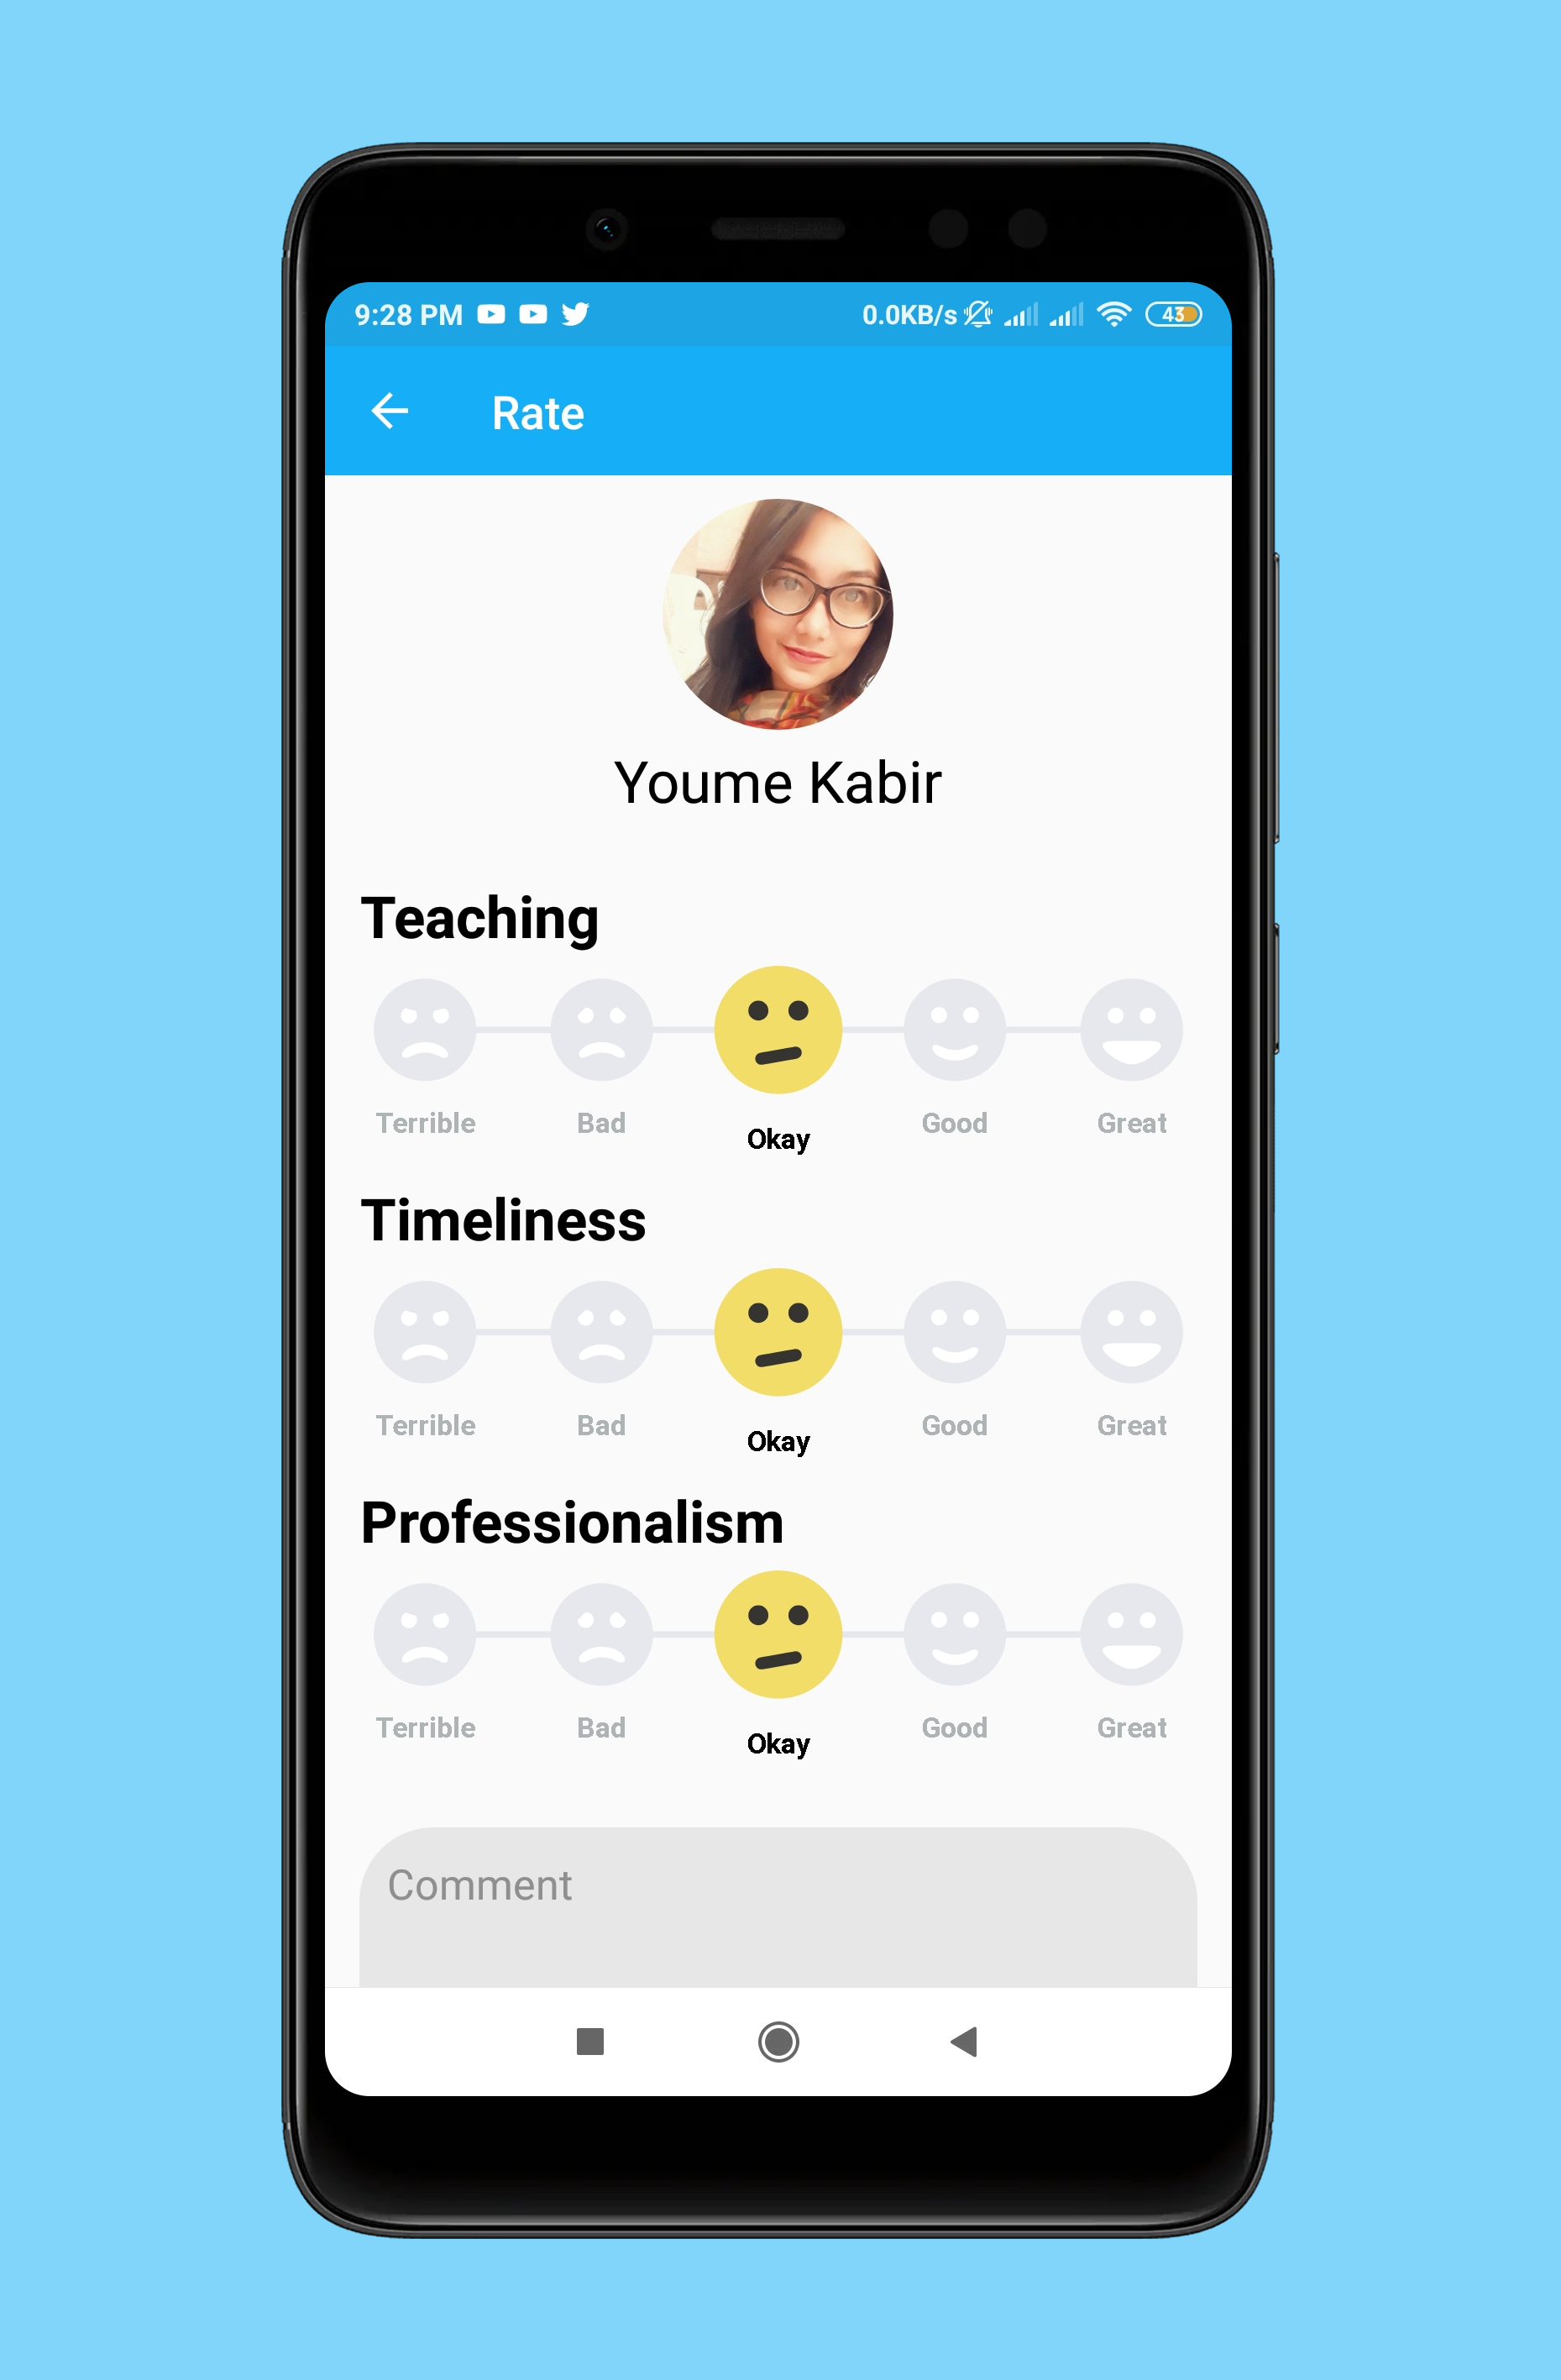 9:28 PM 0.0KB/s 43
Rate
Youme Kabir
Teaching
Terrible Bad Okay Good Great
Timeliness
Terrible Bad Okay Good Great
Professionalism
Terrible Bad Okay Good Great
Comment